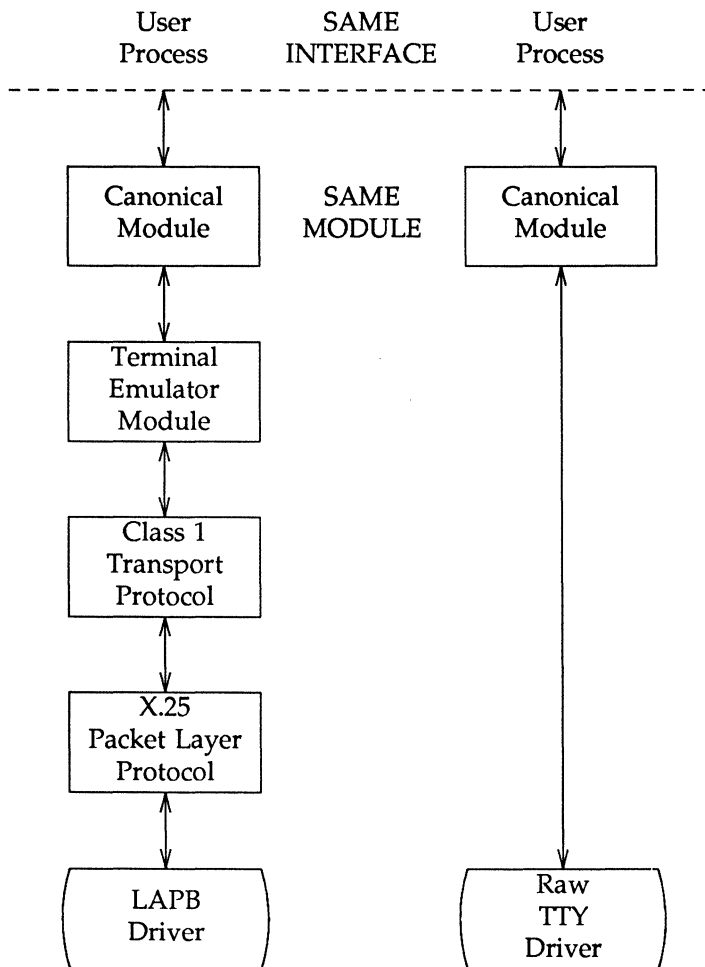 User
Process
SAME
INTERFACE
User
Process
Canonical
Module
SAME
MODULE
Canonical
Module
Terminal
Emulator
Module
Class 1
Transport
Protocol
X.25
Packet Layer
Protocol
LAPB
Driver
Raw
TTY
Driver